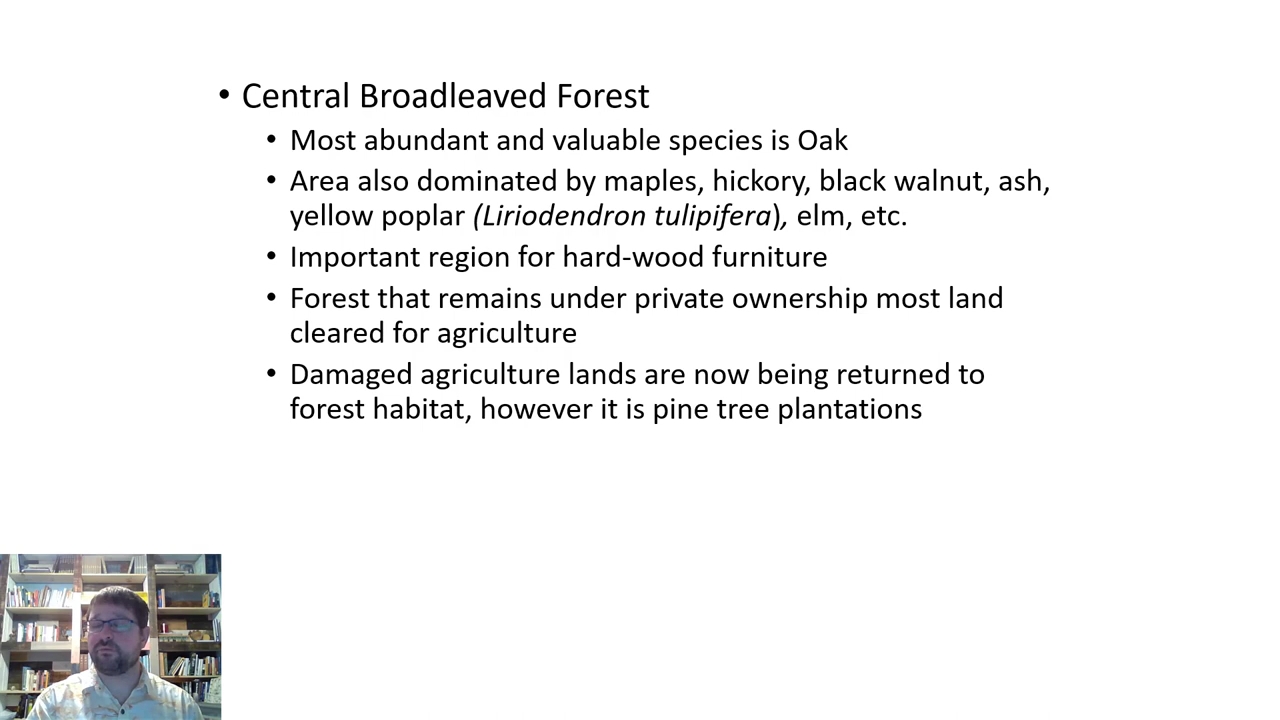 • Central Broadleaved Forest
• Most abundant and valuable species is Oak
• Area also dominated by maples, hickory, black walnut, ash,
yellow poplar (Liriodendron tulipifera), elm, etc.
• Important region for hard-wood furniture
• Forest that remains under private ownership most land
cleared for agriculture
• Damaged agriculture lands are now being returned to
forest habitat, however it is pine tree plantations